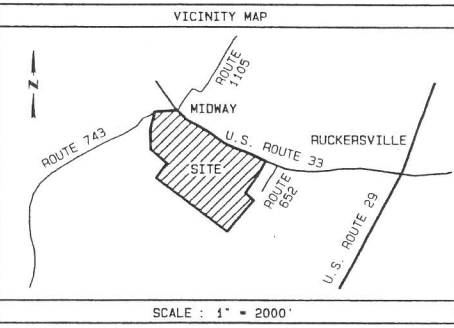 VICINITY MAP
N
ROUTE
1105
MIDWAY
ROUTE 743
U.S. ROUTE 33
RUCKERSVILLE
SITE
ROUTE
652
U.S. ROUTE 29
SCALE : 1" = 2000'